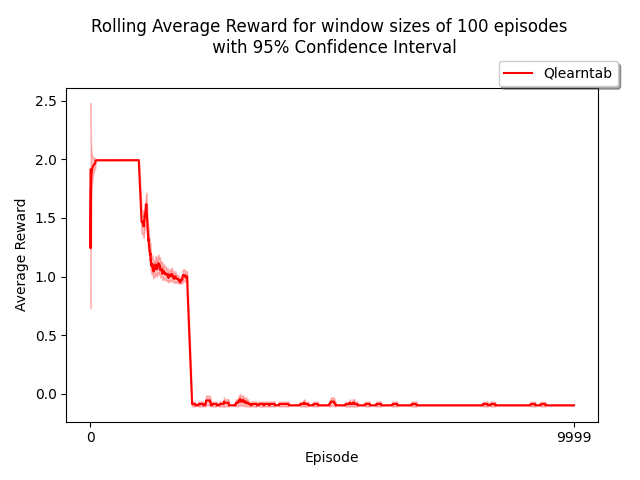 Rolling Average Reward for window sizes of 100 episodes
with 95% Confidence Interval
Qlearntab
2.5
2.0
1.5
1.0
0.5
0.0
Average Reward
0
9999
Episode